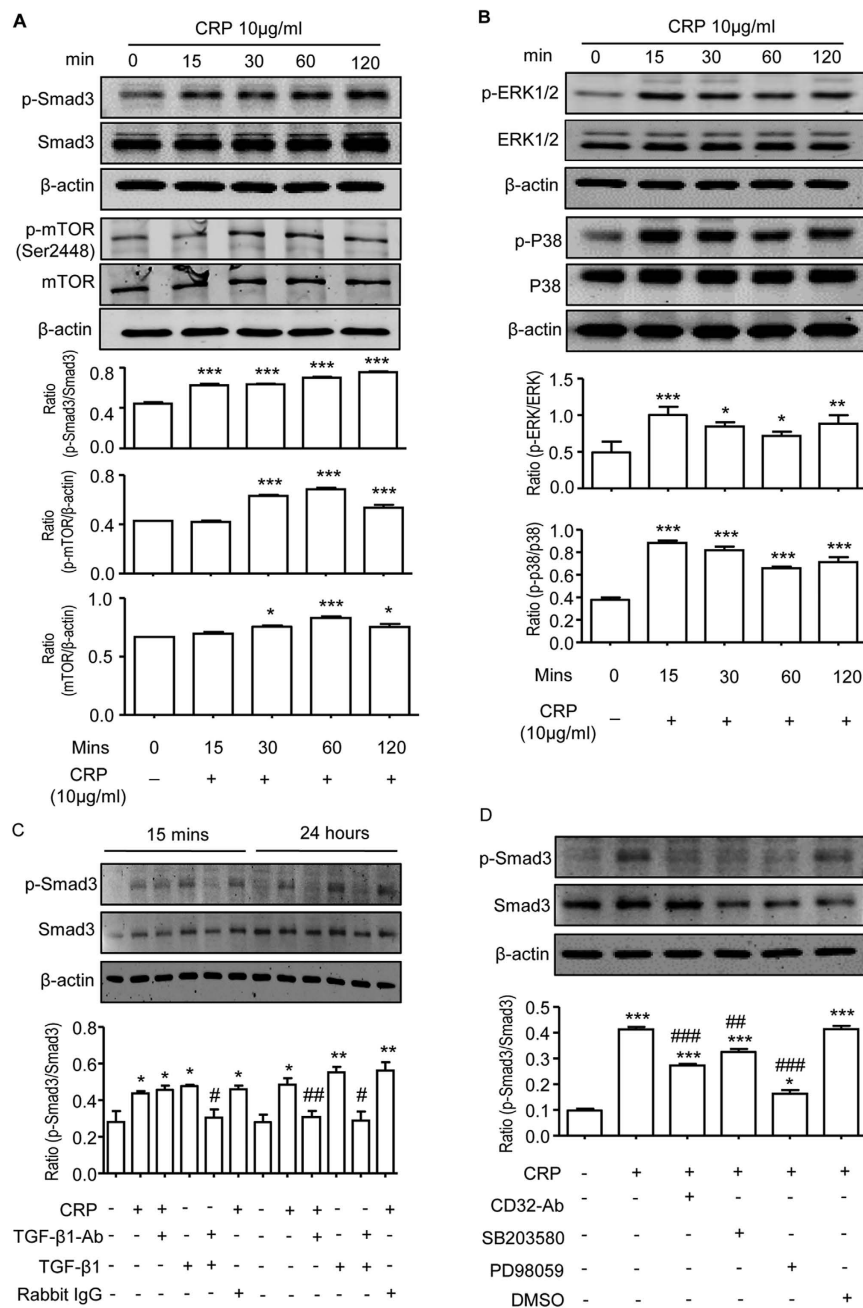 A
CRP 10μg/ml
min 0 15 30 60 120
p-Smad3
Smad3
β-actin
p-mTOR
(Ser2448)
mTOR
β-actin
Ratio
(p-Smad3/Smad3)
0.8
0.4
0.0
*** *** *** ***
Ratio
(p-mTOR/β-actin)
0.8
0.4
0.0
*** *** ***
Ratio
(mTOR/β-actin)
1.0
0.5
0.0
* *** *
Mins 0 15 30 60 120
CRP – + + + +
(10μg/ml)
B
CRP 10μg/ml
min 0 15 30 60 120
p-ERK1/2
ERK1/2
β-actin
p-P38
P38
β-actin
Ratio (p-ERK/ERK)
1.5
1.0
0.5
0.0
*** * * **
Ratio (p-p38/p38)
1.0
0.8
0.6
0.4
0.2
0.0
*** *** *** ***
Mins 0 15 30 60 120
CRP – + + + +
(10μg/ml)
C
15 mins 24 hours
p-Smad3
Smad3
β-actin
Ratio (p-Smad3/Smad3)
0.8
0.6
0.4
0.2
0.0
* * * # * * ## ** # **
CRP - + + - - + - + + - - +
TGF-β1-Ab - - + - + - - - + - + -
TGF-β1 - - - + + - - - - + + -
Rabbit IgG - - - - - + - - - - - +
D
p-Smad3
Smad3
β-actin
Ratio (p-Smad3/Smad3)
0.5
0.4
0.3
0.2
0.1
0.0
### ## ###
*** *** *** * ***
CRP - + + + + +
CD32-Ab - - + - - -
SB203580 - - - + - -
PD98059 - - - - + -
DMSO - - - - - +